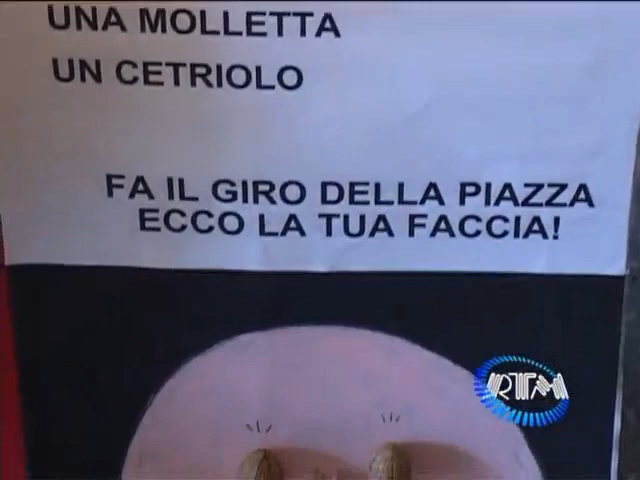 UNA MOLLETTA
UN CETRIOLO
FA IL GIRO DELLA PIAZZA
ECCO LA TUA FACCIA!
RTM